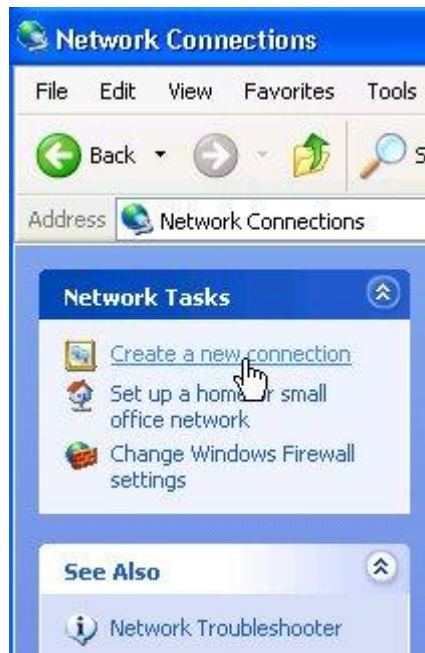 Network Connections
File Edit View Favorites Tools
Back S
Address Network Connections
Network Tasks
Create a new connection
Set up a home or small
office network
Change Windows Firewall
settings
See Also
Network Troubleshooter